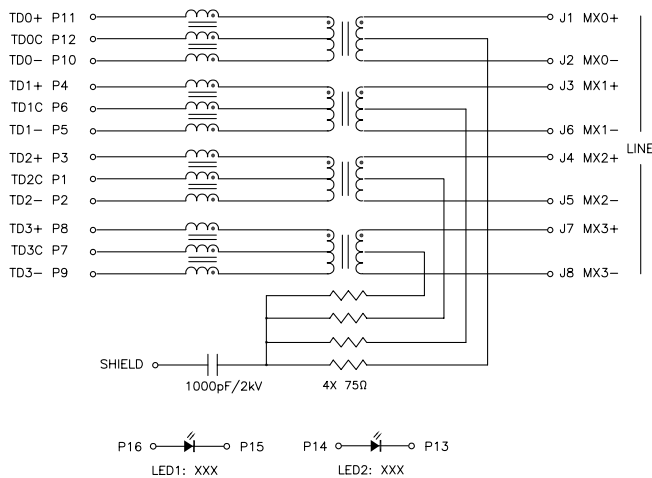 TD0+ P11 J1 MX0+
TD0C P12
TD0- P10 J2 MX0-
TD1+ P4 J3 MX1+
TD1C P6
TD1- P5 J6 MX1-
LINE
TD2+ P3 J4 MX2+
TD2C P1
TD2- P2 J5 MX2-
TD3+ P8 J7 MX3+
TD3C P7
TD3- P9 J8 MX3-
SHIELD
1000pF/2kV 4X 75Ω
P16 P15 P14 P13
LED1: XXX LED2: XXX